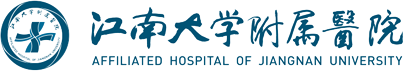 江南大学附属醫院
AFFILIATED HOSPITAL OF JIANGNAN UNIVERSITY